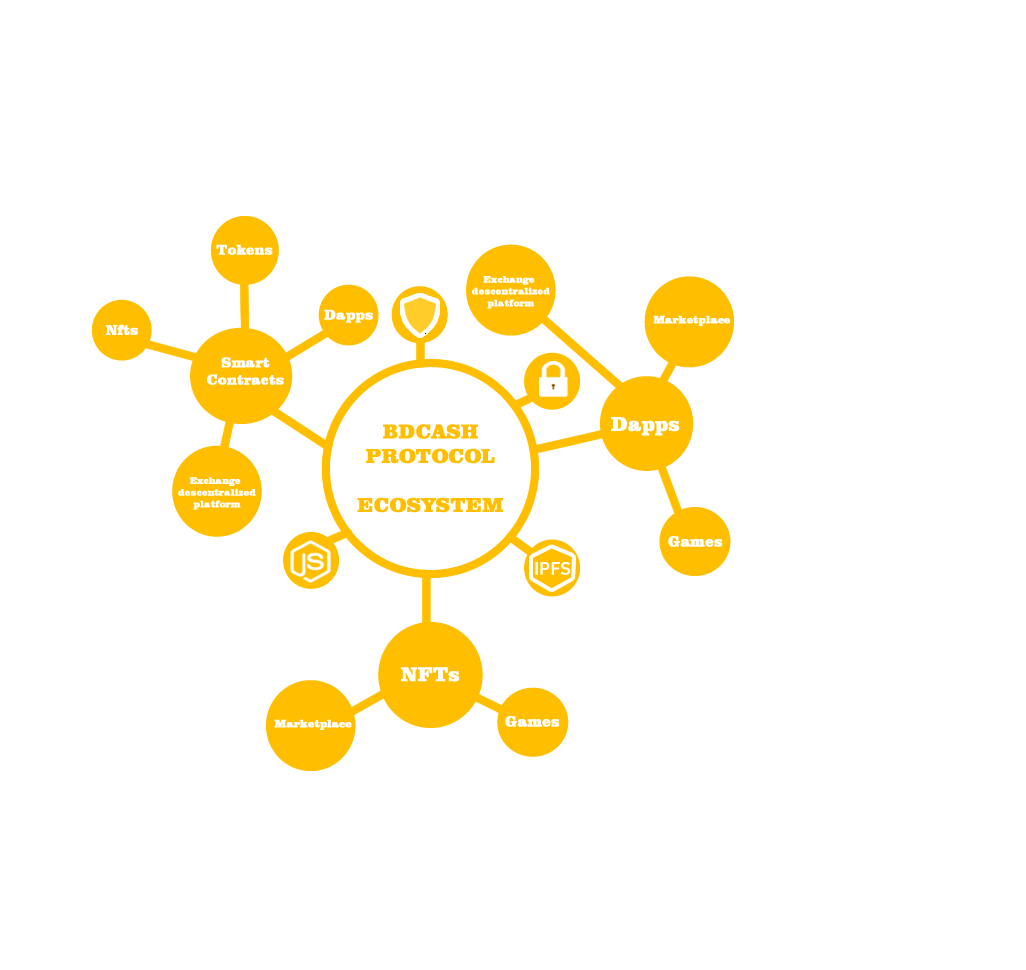 Tokens
Nfts
Dapps
Smart
Contracts
Exchange
descentralized
platform
Exchange
descentralized
platform
Marketplace
Dapps
Games
BDCASH
PROTOCOL
ECOSYSTEM
JS
IPFS
NFTs
Marketplace
Games